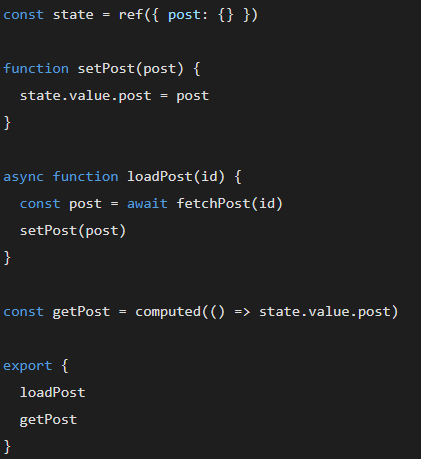 const state = ref({ post: {} })
function setPost(post) {
  state.value.post = post
}
async function loadPost(id) {
  const post = await fetchPost(id)
  setPost(post)
}
const getPost = computed(() => state.value.post)
export {
  loadPost
  getPost
}